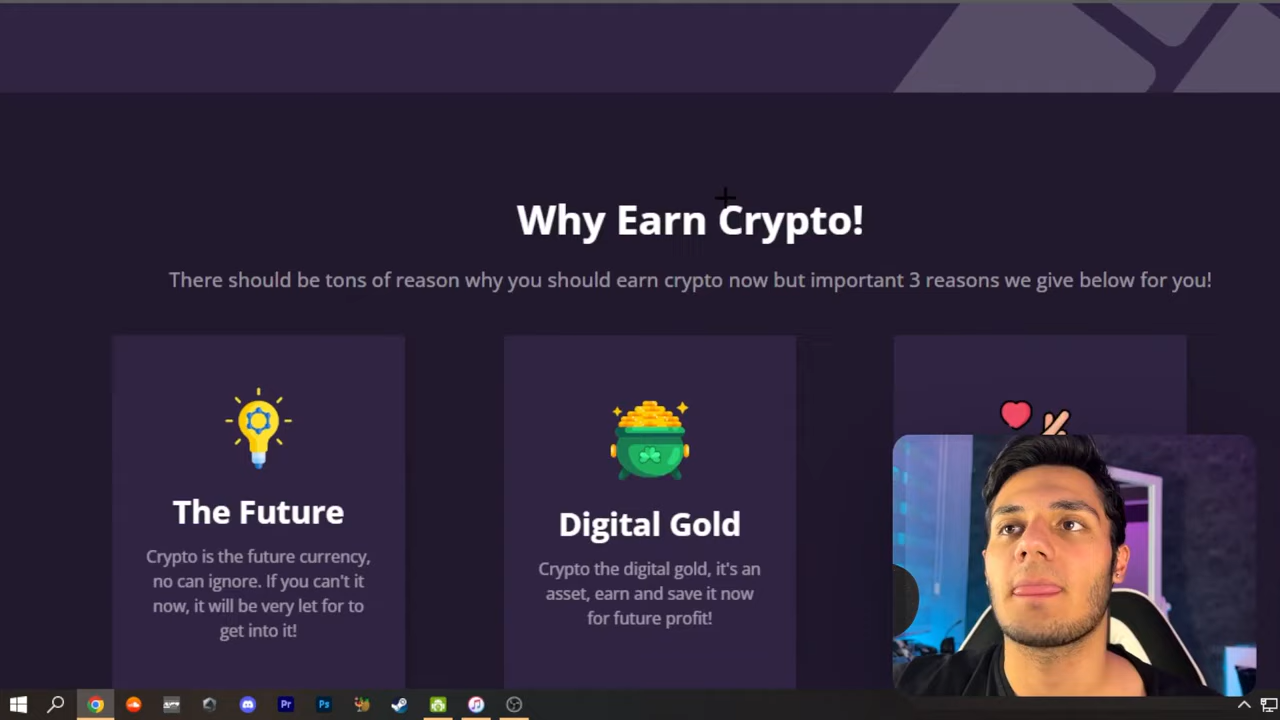 Why Earn Crypto!
There should be tons of reason why you should earn crypto now but important 3 reasons we give below for you!
The Future
Crypto is the future currency,
no can ignore. If you can't it
now, it will be very let for to
get into it!
Digital Gold
Crypto the digital gold, it's an
asset, earn and save it now
for future profit!
Pr
Ps